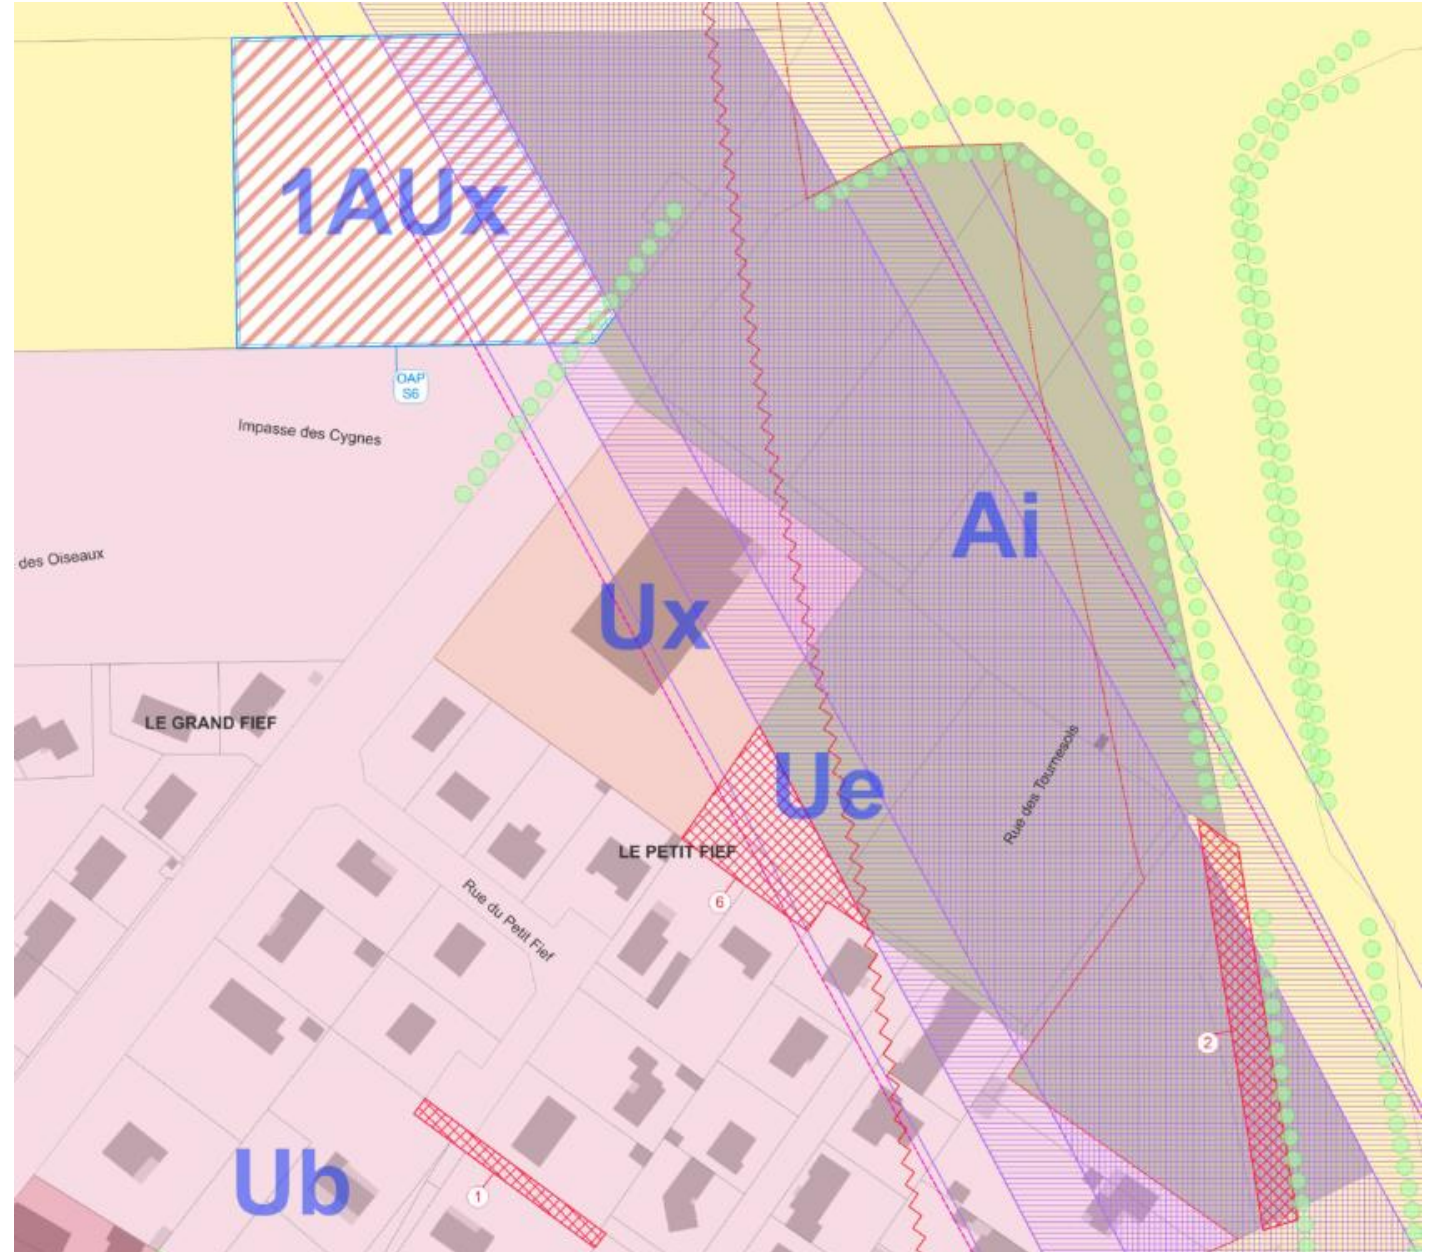 1AUx
OAP
S6
Impasse des Cygnes
Ai
des Oiseaux
Ux
LE GRAND FIEF
Rue des Tournesols
Ue
LE PETIT FIEF
6
Rue du Petit Fief
2
Ub
1